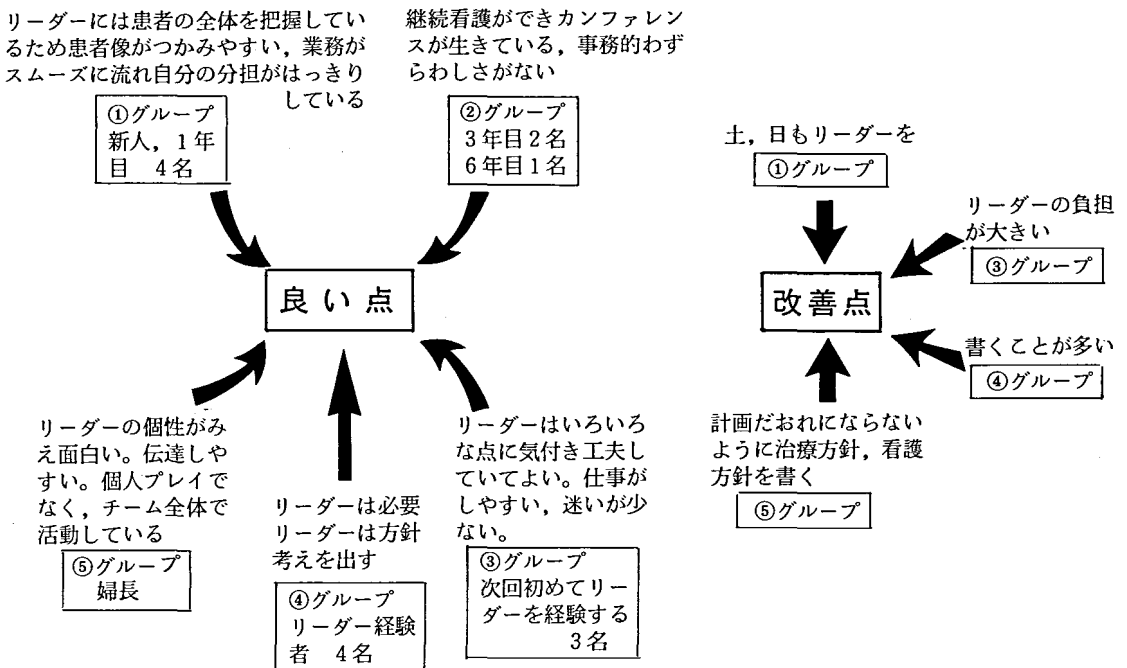 リーダーには患者の全体を把握してい
るため患者像がつかみやすい，業務が
スムーズに流れ自分の分担がはっきり
している
①グループ
新人，1年
目　4名
継続看護ができカンファレン
スが生きている，事務的わず
らわしさがない
②グループ
3年目2名
6年目1名
良い点
リーダーの個性がみ
え面白い。伝達しや
すい。個人プレイで
なく，チーム全体で
活動している
⑤グループ
婦長
リーダーは必要
リーダーは方針
考えを出す
④グループ
リーダー経験
者　4名
リーダーはいろいろ
な点に気付き工夫し
ていてよい。仕事が
しやすい，迷いが少
ない。
③グループ
次回初めてリー
ダーを経験する
3名
土，日もリーダーを
①グループ
リーダーの負担
が大きい
③グループ
改善点
書くことが多い
④グループ
計画だおれにならない
ように治療方針，看護
方針を書く
⑤グループ